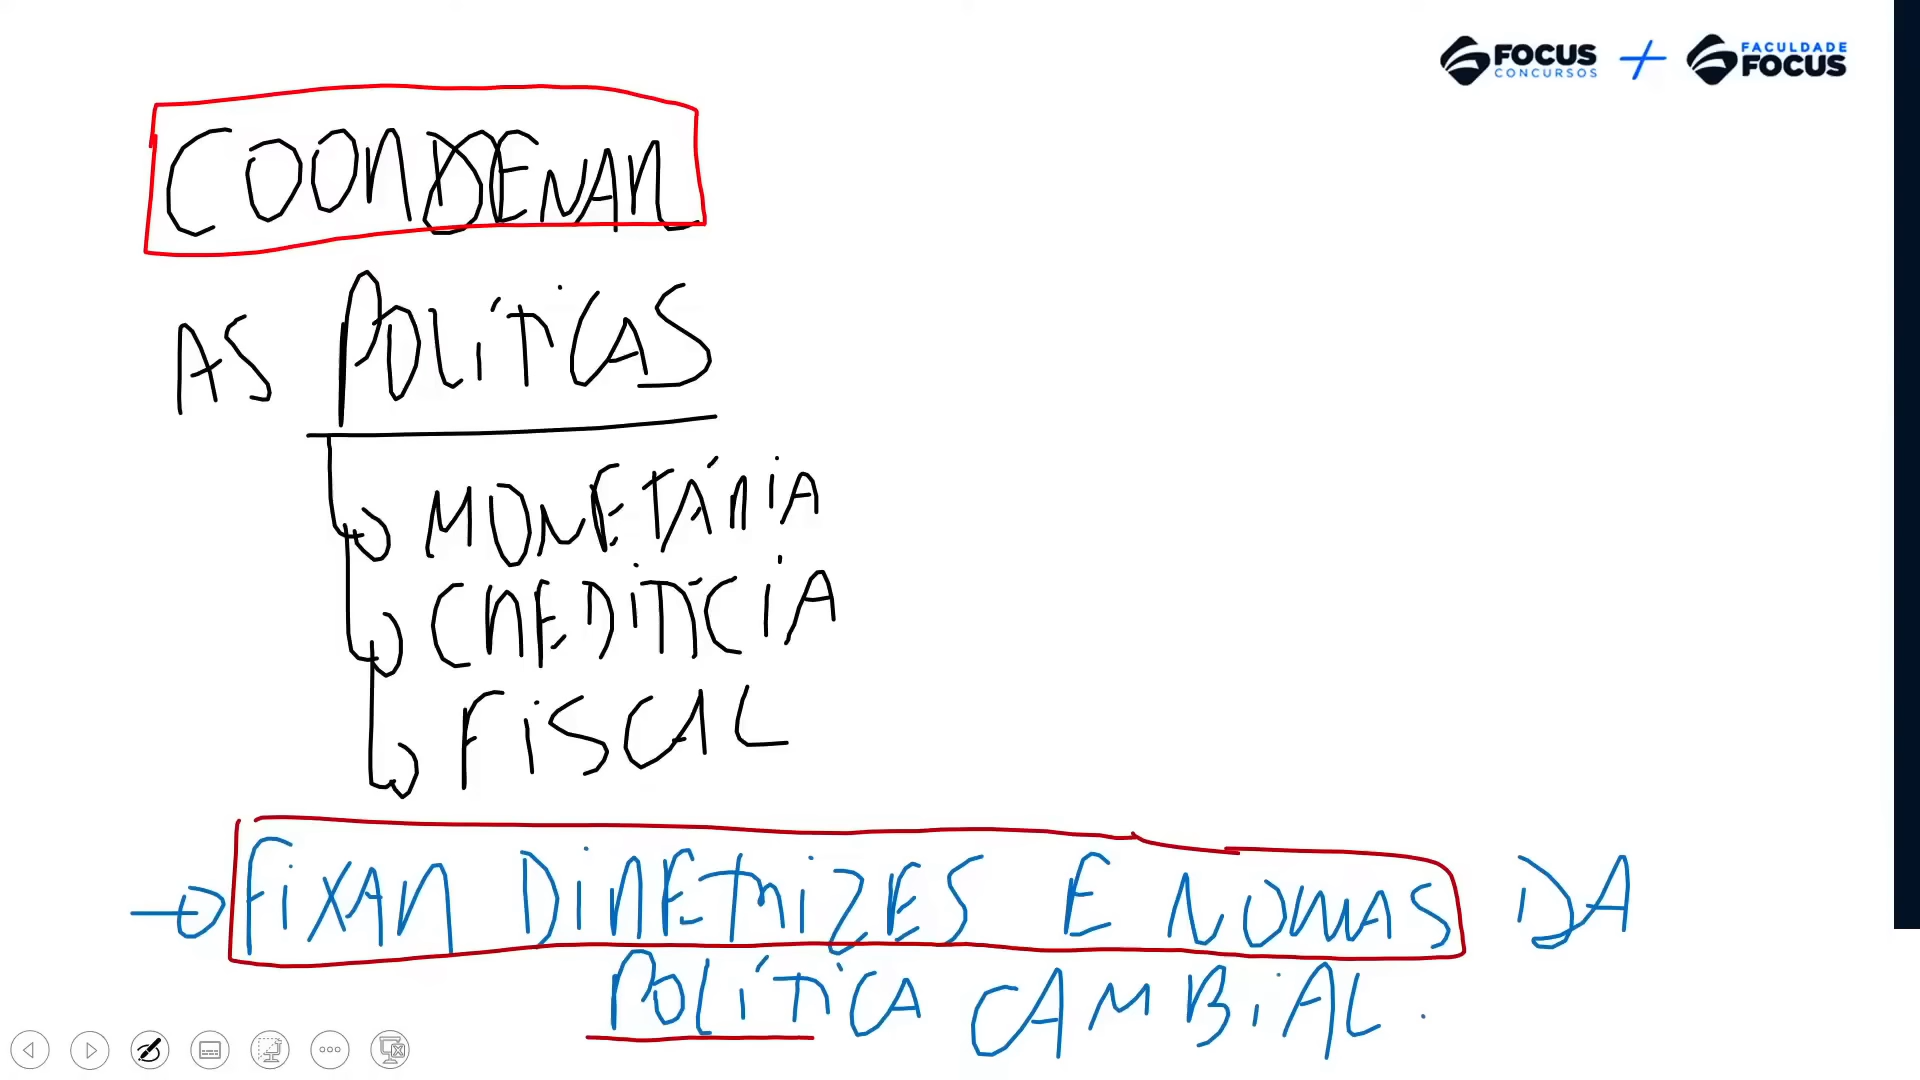 FOCUS CONCURSOS + FACULDADE FOCUS
COORDENAR
AS POLÍTICAS
MONETÁRIA
CREDITÍCIA
FISCAL
FIXAR DIRETRIZES E NORMAS DA
POLÍTICA CAMBIAL.